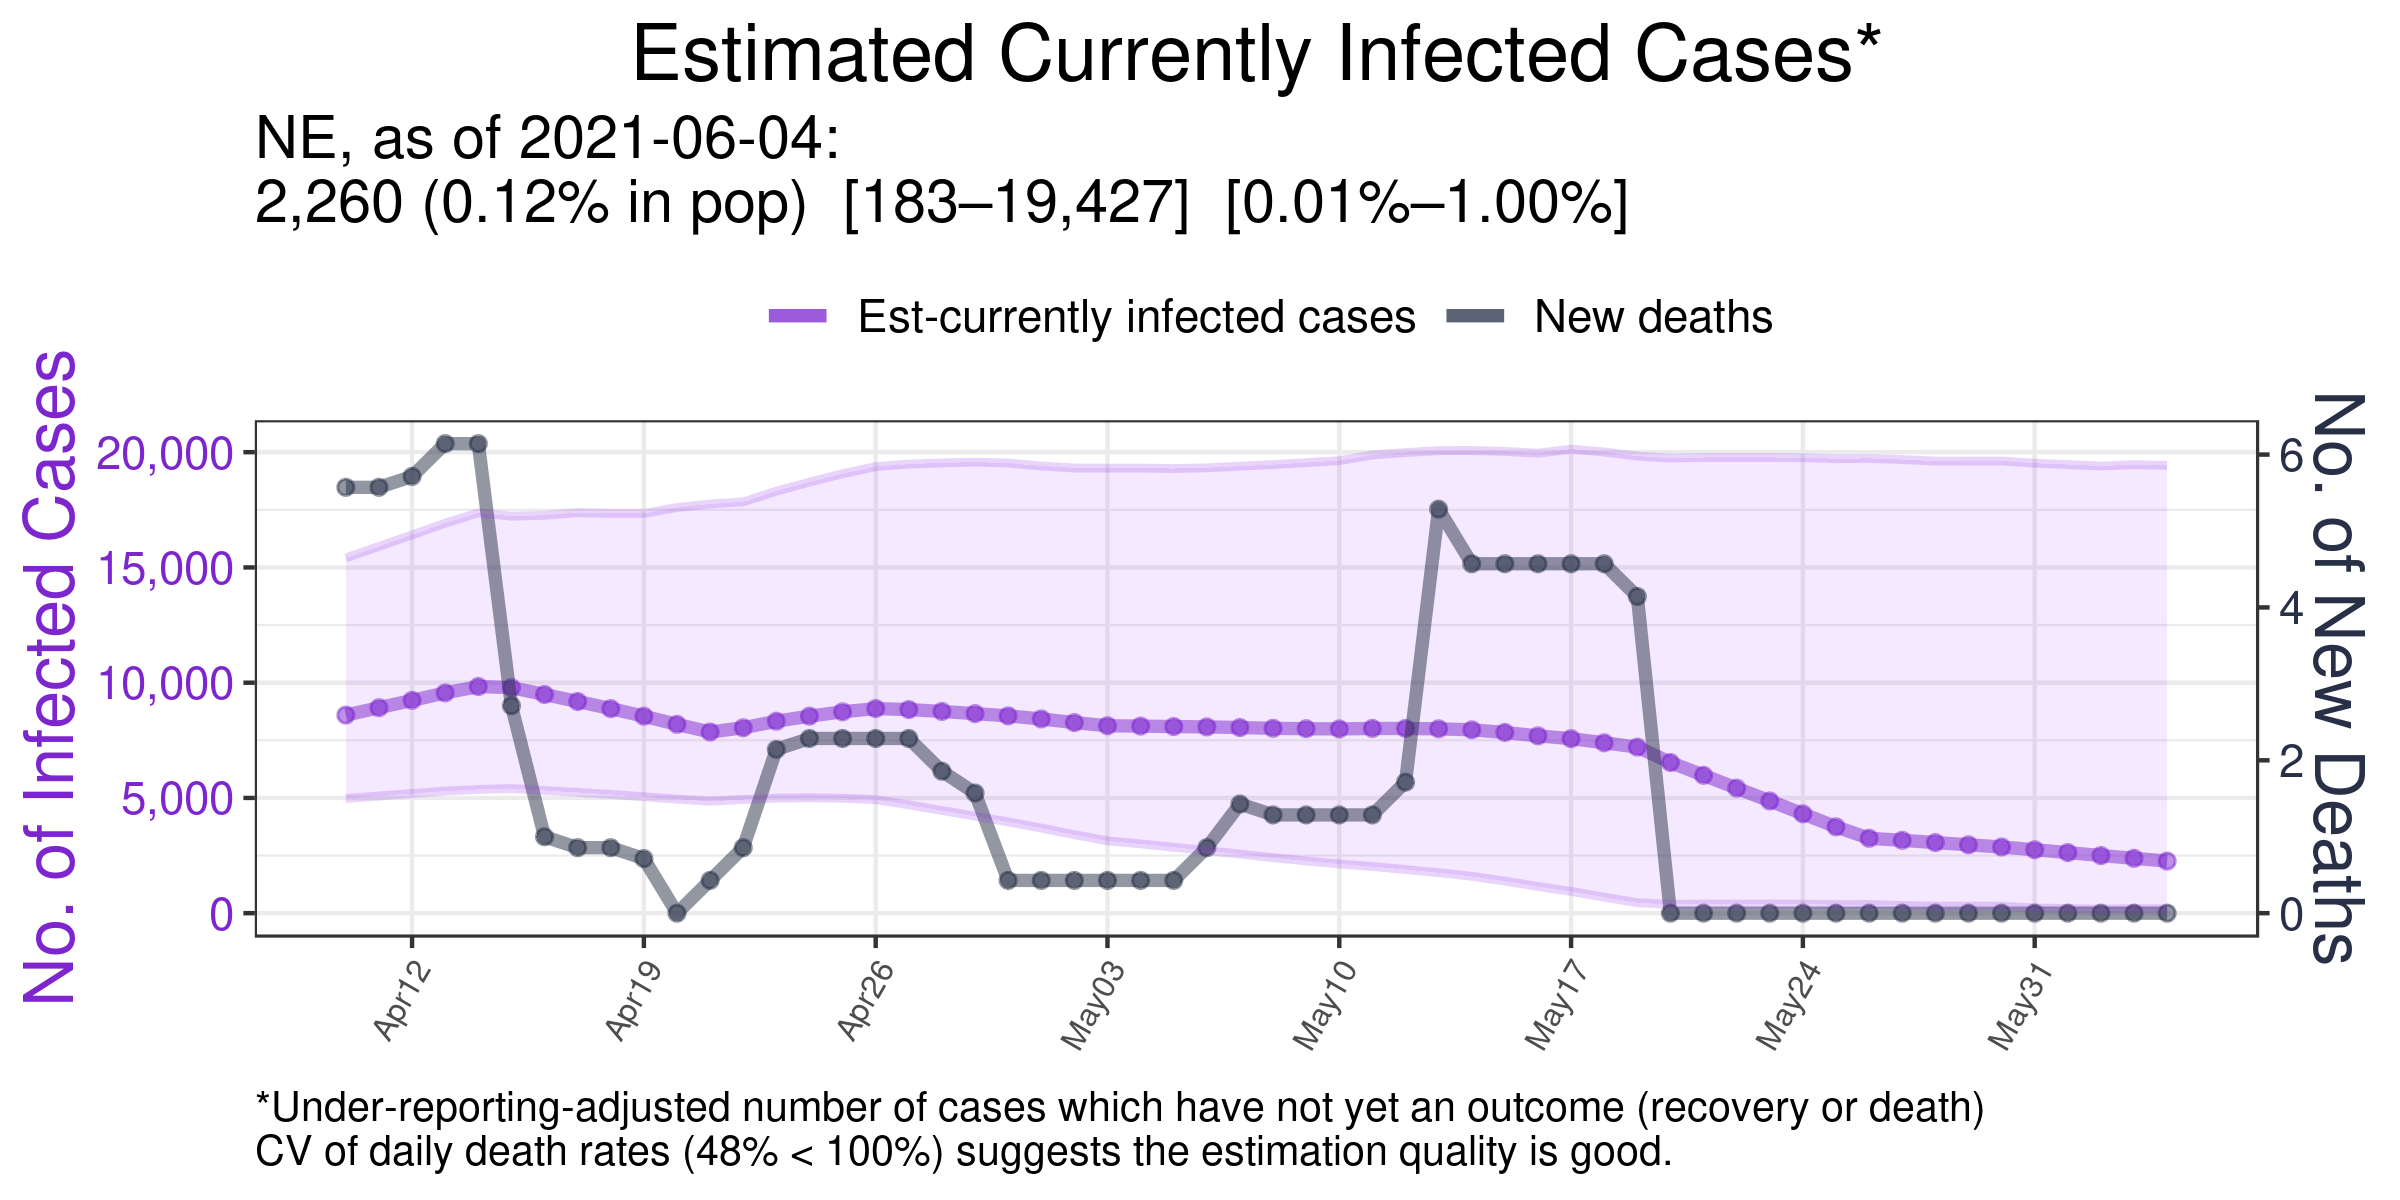 Estimated Currently Infected Cases*
NE, as of 2021-06-04:
2,260 (0.12% in pop)  [183–19,427]  [0.01%–1.00%]
Est-currently infected cases
New deaths
No. of Infected Cases
20,000
15,000
10,000
5,000
0
6
4
2
0
No. of New Deaths
Apr12
Apr19
Apr26
May03
May10
May17
May24
May31
*Under-reporting-adjusted number of cases which have not yet an outcome (recovery or death)
CV of daily death rates (48% < 100%) suggests the estimation quality is good.